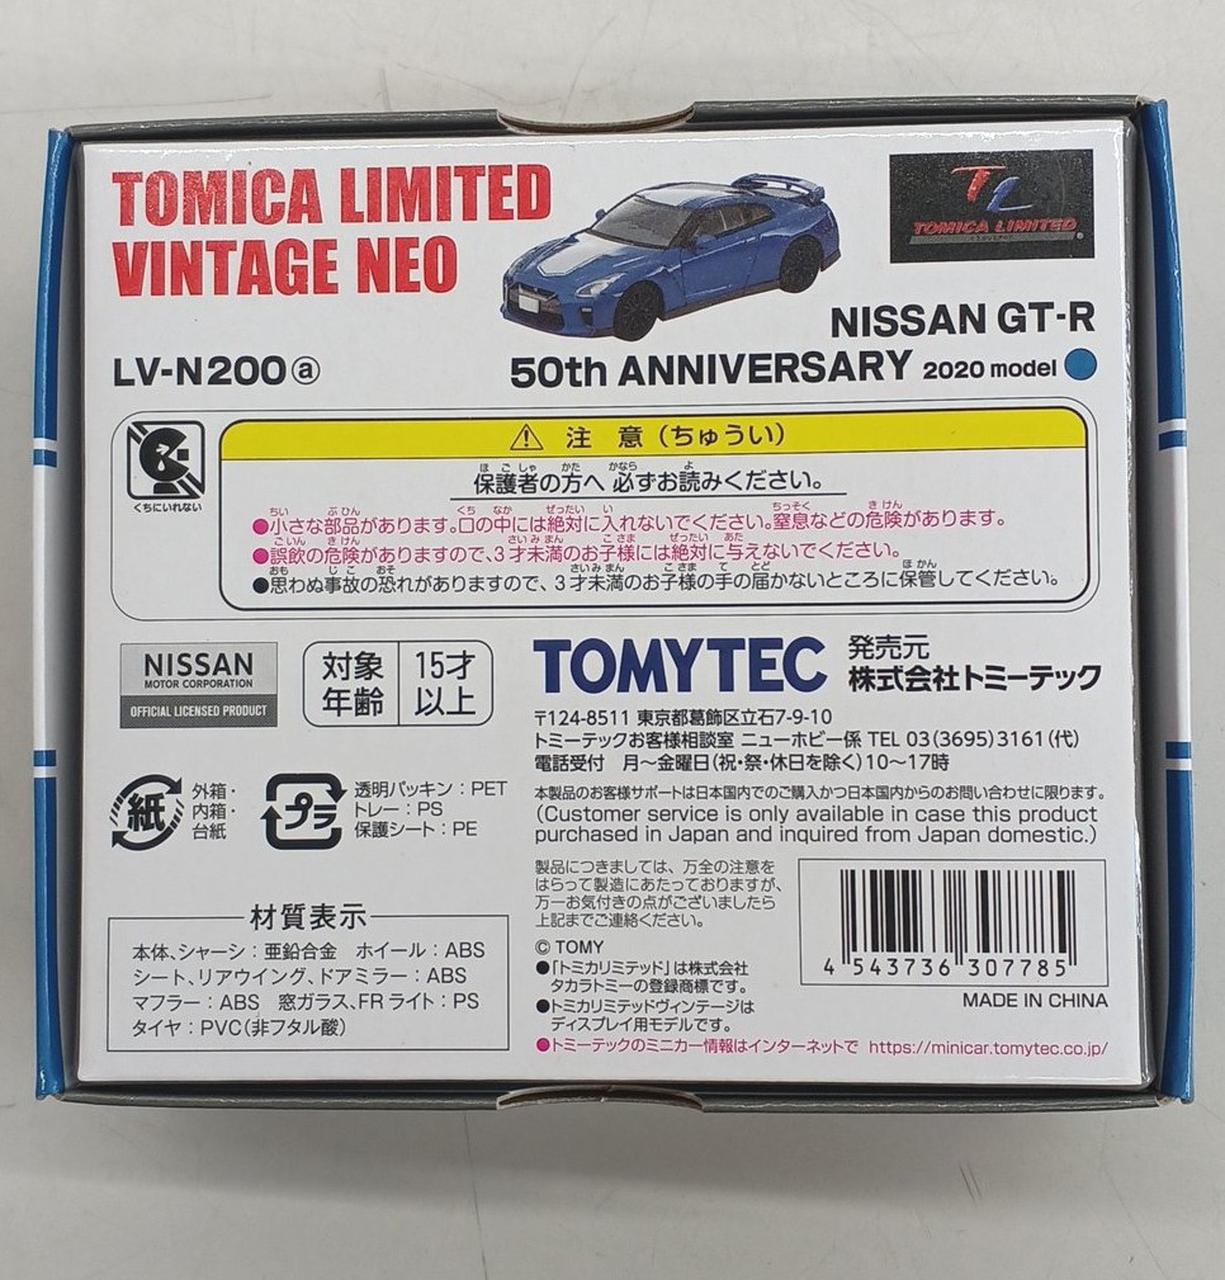 TOMICA LIMITED
VINTAGE NEO
TL
TOMICA LIMITED
NISSAN GT-R
LV-N200ⓐ
50th ANNIVERSARY 2020 model
くちにいれない
⚠ 注 意（ちゅうい）
保護者の方へ 必ずお読みください。
●小さな部品があります。口の中には絶対に入れないでください。窒息などの危険があります。
●誤飲の危険がありますので、3才未満のお子様には絶対に与えないでください。
●思わぬ事故の恐れがありますので、3才未満のお子様の手の届かないところに保管してください。
NISSAN
MOTOR CORPORATION
OFFICIAL LICENSED PRODUCT
対象年齢 15才以上
TOMYTEC 発売元
株式会社トミーテック
〒124-8511 東京都葛飾区立石7-9-10
トミーテックお客様相談室 ニューホビー係 TEL 03(3695)3161(代)
電話受付 月〜金曜日(祝・祭・休日を除く)10〜17時
紙 外箱・
内箱・
台紙
プラ 透明パッキン：PET
トレー：PS
保護シート：PE
本製品のお客様サポートは日本国内でのご購入かつ日本国内からのお問い合わせに限ります。
(Customer service is only available in case this product
purchased in Japan and inquired from Japan domestic.)
材質表示
本体、シャーシ：亜鉛合金 ホイール：ABS
シート、リアウイング、ドアミラー：ABS
マフラー：ABS 窓ガラス、FRライト：PS
タイヤ：PVC(非フタル酸)
製品につきましては、万全の注意を
はらって製造にあたっておりますが、
万一お気付きの点がございましたら
上記までご連絡ください。
© TOMY
●「トミカリミテッド」は株式会社
タカラトミーの登録商標です。
●トミカリミテッドヴィンテージは
ディスプレイ用モデルです。
4 543736 307785
MADE IN CHINA
●トミーテックのミニカー情報はインターネットで https://minicar.tomytec.co.jp/